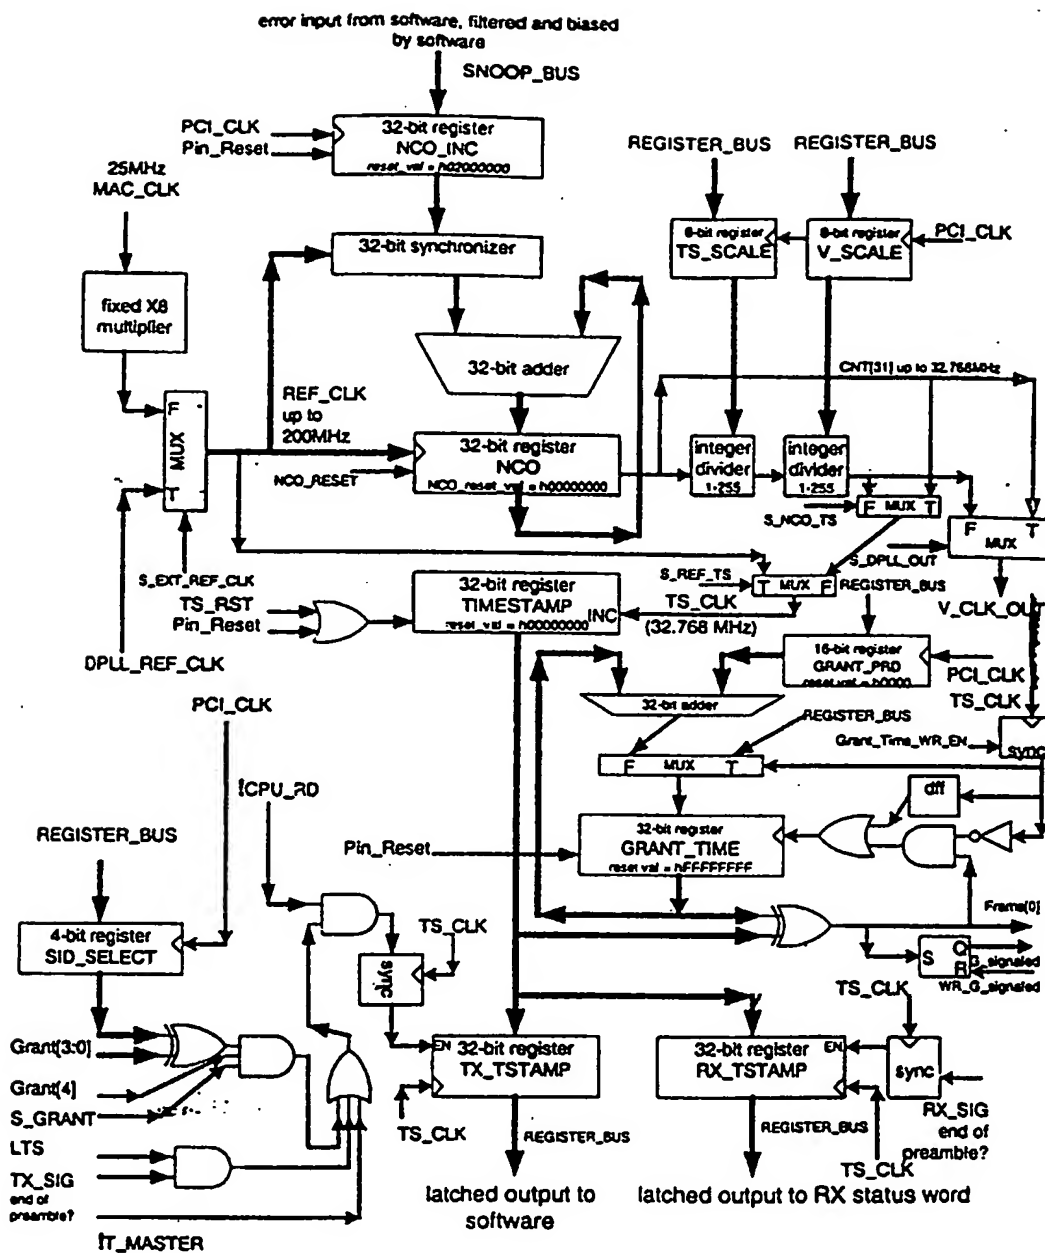 error input from software, filtered and biased
by software
SNOOP_BUS
PCI_CLK
Pin_Reset
32-bit register
NCO_INC
reset_val = h02000000
REGISTER_BUS
REGISTER_BUS
25MHz
MAC_CLK
32-bit synchronizer
8-bit register
TS_SCALE
8-bit register
V_SCALE
PCI_CLK
fixed X8
multiplier
32-bit adder
CNT[31] up to 32.768MHz
F
MUX
T
REF_CLK
up to
200MHz
32-bit register
NCO
NCO_reset_val = h00000000
NCO_RESET
integer
divider
1-255
integer
divider
1-255
S_NCO_TS
F MUX T
F
T
MUX
S_DPLL_OUT
S_EXT_REF_CLK
S_REF_TS
T MUX F
REGISTER_BUS
V_CLK_OUT
TS_RST
Pin_Reset
32-bit register
TIMESTAMP
reset_val = h00000000
INC
TS_CLK
(32.768 MHz)
DPLL_REF_CLK
16-bit register
GRANT_PRD
reset val = h0000
PCI_CLK
TS_CLK
PCI_CLK
32-bit adder
REGISTER_BUS
Grant_Time_WR_EN
sync
F MUX T
!CPU_RD
dff
REGISTER_BUS
Pin_Reset
32-bit register
GRANT_TIME
reset val = hFFFFFFFF
4-bit register
SID_SELECT
TS_CLK
sync
Frame[0]
S
Q
R
G_signaled
WR_G_signaled
TS_CLK
Grant[3:0]
EN
32-bit register
TX_TSTAMP
32-bit register
RX_TSTAMP
EN
sync
Grant[4]
S_GRANT
TS_CLK
REGISTER_BUS
REGISTER_BUS
TS_CLK
RX_SIG
end of
preamble?
LTS
TX_SIG
end of
preamble?
latched output to
software
latched output to RX status word
!T_MASTER